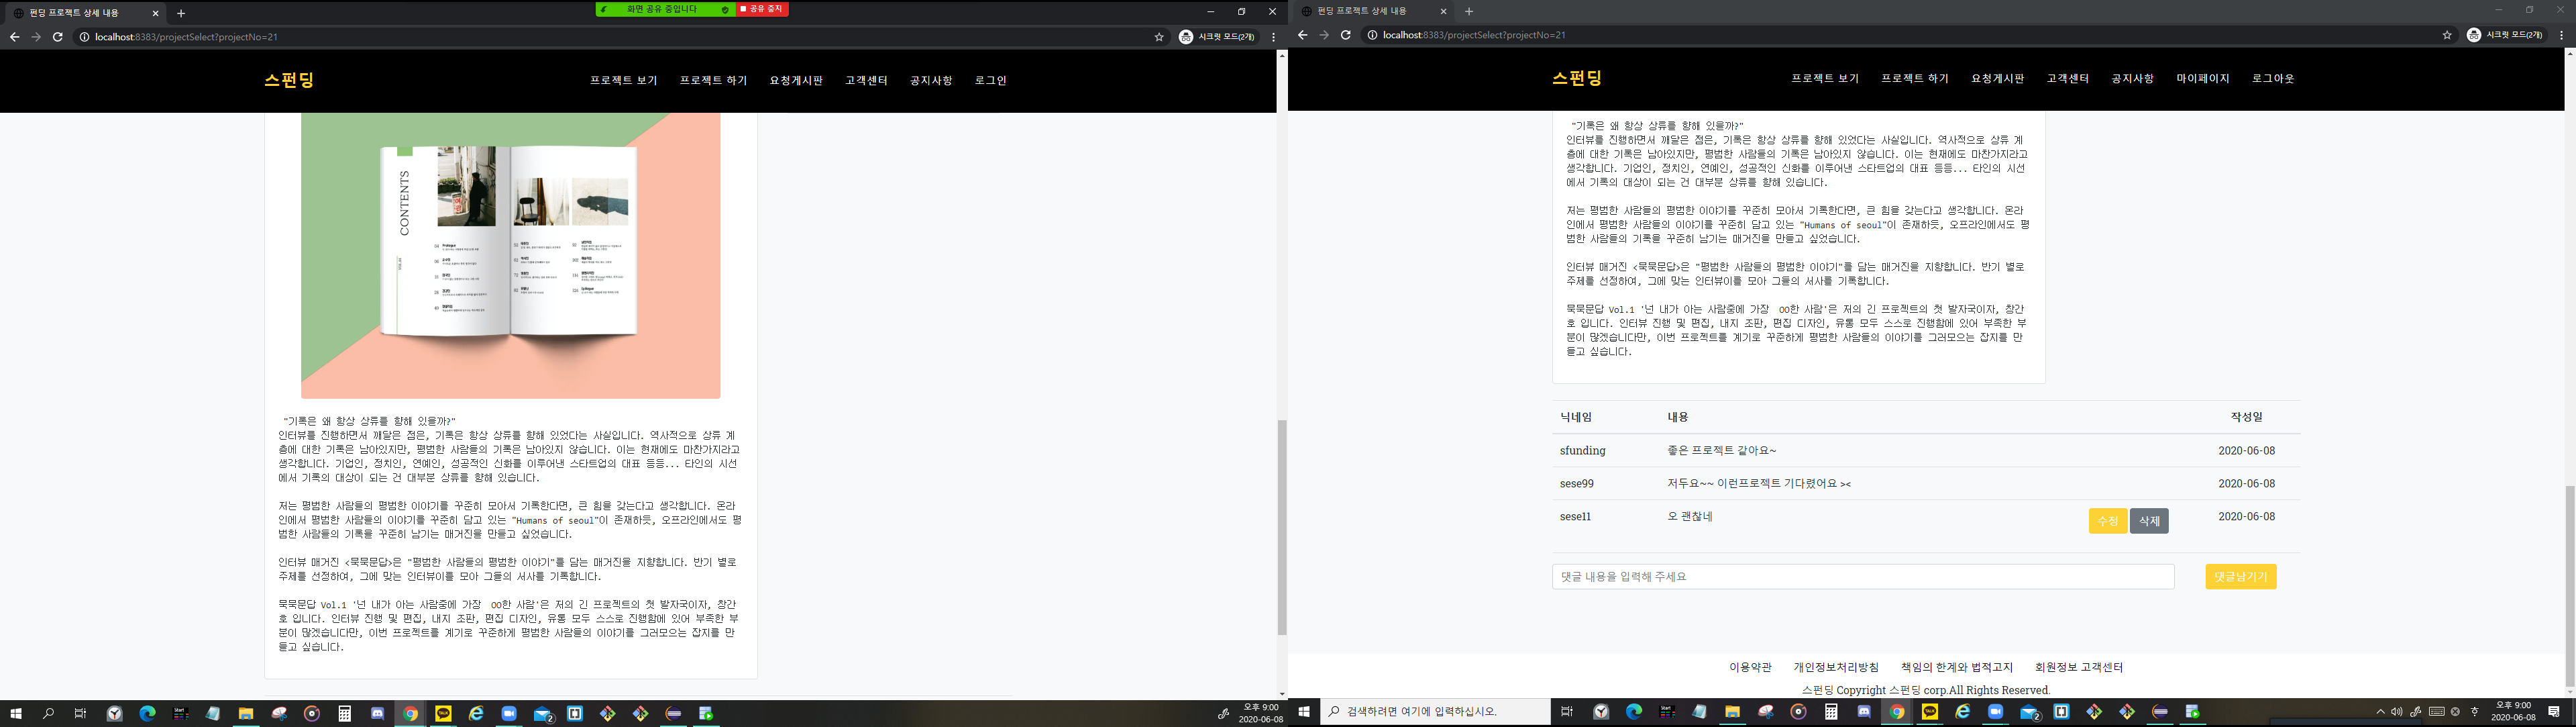 펀딩 프로젝트 상세 내용
화면 공유 중입니다
공유 중지
localhost:8383/projectSelect?projectNo=21
시크릿 모드(2개)
스펀딩
프로젝트 보기
프로젝트 하기
요청게시판
고객센터
공지사항
로그인
CONTENTS
"기록은 왜 항상 상류를 향해 있을까?"
인터뷰를 진행하면서 깨달은 점은, 기록은 항상 상류를 향해 있었다는 사실입니다. 역사적으로 상류 계
층에 대한 기록은 남아있지만, 평범한 사람들의 기록은 남아있지 않습니다. 이는 현재에도 마찬가지라고
생각합니다. 기업인, 정치인, 연예인, 성공적인 신화를 이루어낸 스타트업의 대표 등등... 타인의 시선
에서 기록의 대상이 되는 건 대부분 상류를 향해 있습니다.
저는 평범한 사람들의 평범한 이야기를 꾸준히 모아서 기록한다면, 큰 힘을 갖는다고 생각합니다. 온라
인에서 평범한 사람들의 이야기를 꾸준히 담고 있는 "Humans of seoul"이 존재하듯, 오프라인에서도 평
범한 사람들의 기록을 꾸준히 남기는 매거진을 만들고 싶었습니다.
인터뷰 매거진 <묵묵문답>은 "평범한 사람들의 평범한 이야기"를 담는 매거진을 지향합니다. 반기 별로
주제를 선정하여, 그에 맞는 인터뷰이를 모아 그들의 서사를 기록합니다.
묵묵문답 Vol.1 '넌 내가 아는 사람중에 가장 OO한 사람'은 저의 긴 프로젝트의 첫 발자국이자, 창간
호 입니다. 인터뷰 진행 및 편집, 내지 조판, 편집 디자인, 유통 모두 스스로 진행함에 있어 부족한 부
분이 많겠습니다만, 이번 프로젝트를 계기로 꾸준하게 평범한 사람들의 이야기를 그러모으는 잡지를 만
들고 싶습니다.
오후 9:00
2020-06-08
펀딩 프로젝트 상세 내용
localhost:8383/projectSelect?projectNo=21
시크릿 모드(2개)
스펀딩
프로젝트 보기
프로젝트 하기
요청게시판
고객센터
공지사항
마이페이지
로그아웃
"기록은 왜 항상 상류를 향해 있을까?"
인터뷰를 진행하면서 깨달은 점은, 기록은 항상 상류를 향해 있었다는 사실입니다. 역사적으로 상류 계
층에 대한 기록은 남아있지만, 평범한 사람들의 기록은 남아있지 않습니다. 이는 현재에도 마찬가지라고
생각합니다. 기업인, 정치인, 연예인, 성공적인 신화를 이루어낸 스타트업의 대표 등등... 타인의 시선
에서 기록의 대상이 되는 건 대부분 상류를 향해 있습니다.
저는 평범한 사람들의 평범한 이야기를 꾸준히 모아서 기록한다면, 큰 힘을 갖는다고 생각합니다. 온라
인에서 평범한 사람들의 이야기를 꾸준히 담고 있는 "Humans of seoul"이 존재하듯, 오프라인에서도 평
범한 사람들의 기록을 꾸준히 남기는 매거진을 만들고 싶었습니다.
인터뷰 매거진 <묵묵문답>은 "평범한 사람들의 평범한 이야기"를 담는 매거진을 지향합니다. 반기 별로
주제를 선정하여, 그에 맞는 인터뷰이를 모아 그들의 서사를 기록합니다.
묵묵문답 Vol.1 '넌 내가 아는 사람중에 가장 OO한 사람'은 저의 긴 프로젝트의 첫 발자국이자, 창간
호 입니다. 인터뷰 진행 및 편집, 내지 조판, 편집 디자인, 유통 모두 스스로 진행함에 있어 부족한 부
분이 많겠습니다만, 이번 프로젝트를 계기로 꾸준하게 평범한 사람들의 이야기를 그러모으는 잡지를 만
들고 싶습니다.
닉네임 내용 작성일
sfunding 좋은 프로젝트 같아요~ 2020-06-08
sese99 저두요~~ 이런프로젝트 기다렸어요 >< 2020-06-08
sese11 오 괜찮네 수정 삭제 2020-06-08
댓글 내용을 입력해 주세요
댓글남기기
이용약관 개인정보처리방침 책임의 한계와 법적고지 회원정보 고객센터
스펀딩 Copyright 스펀딩 corp.All Rights Reserved.
검색하려면 여기에 입력하십시오.
오후 9:00
2020-06-08